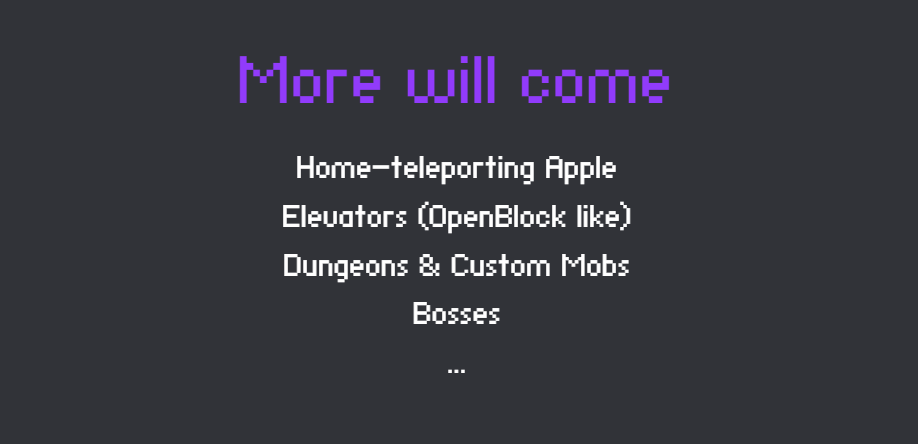 More will come
Home-teleporting Apple
Elevators (OpenBlock like)
Dungeons & Custom Mobs
Bosses
...